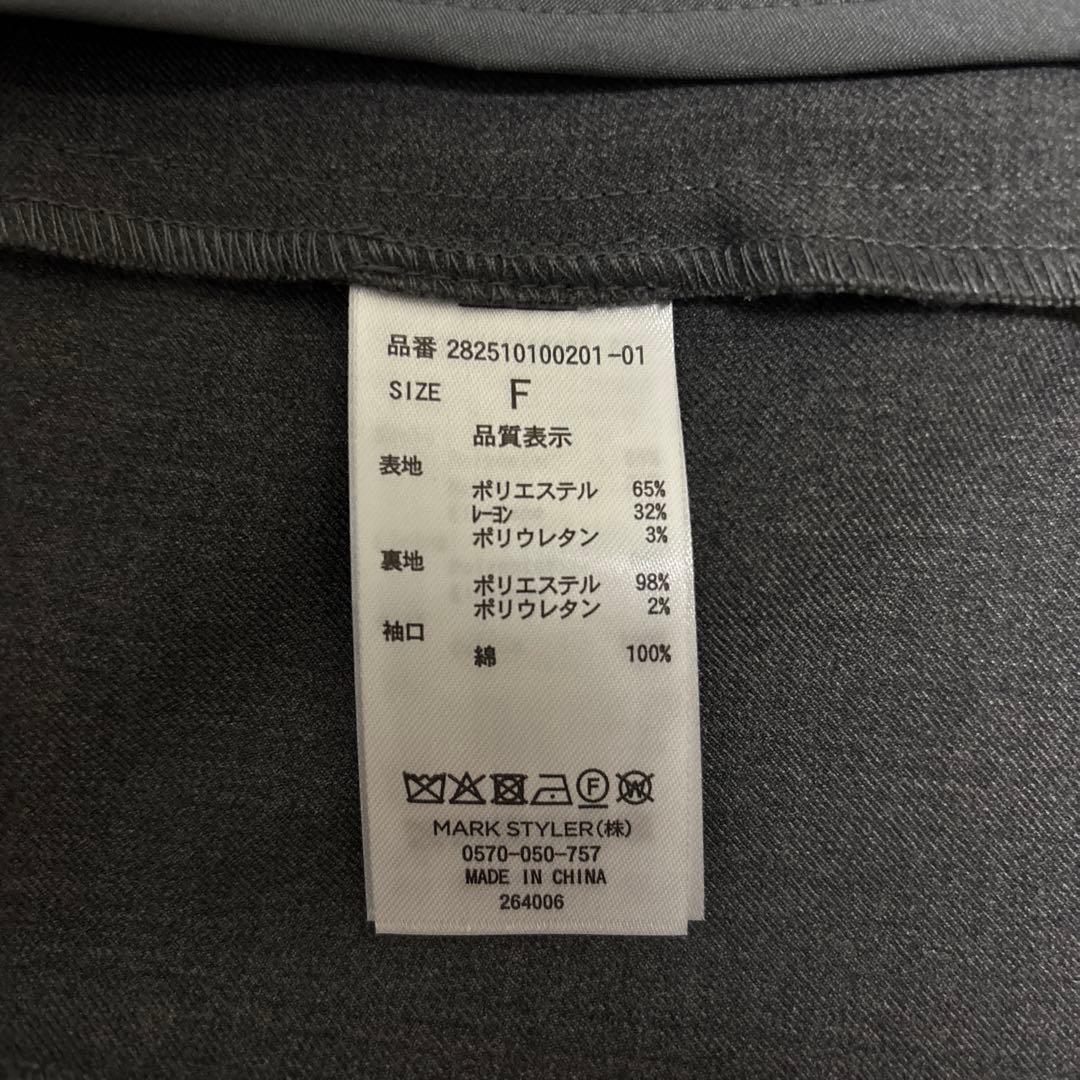 品番 282510100201-01
SIZE F
品質表示
表地
ポリエステル 65%
レーヨン 32%
ポリウレタン 3%
裏地
ポリエステル 98%
ポリウレタン 2%
袖口
綿 100%
F W
MARK STYLER(株)
0570-050-757
MADE IN CHINA
264006